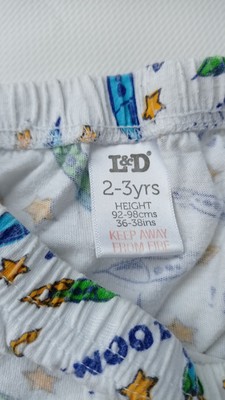 L&D
2-3yrs
HEIGHT
92-98cms
36-38ins
KEEP AWAY
FROM FIRE